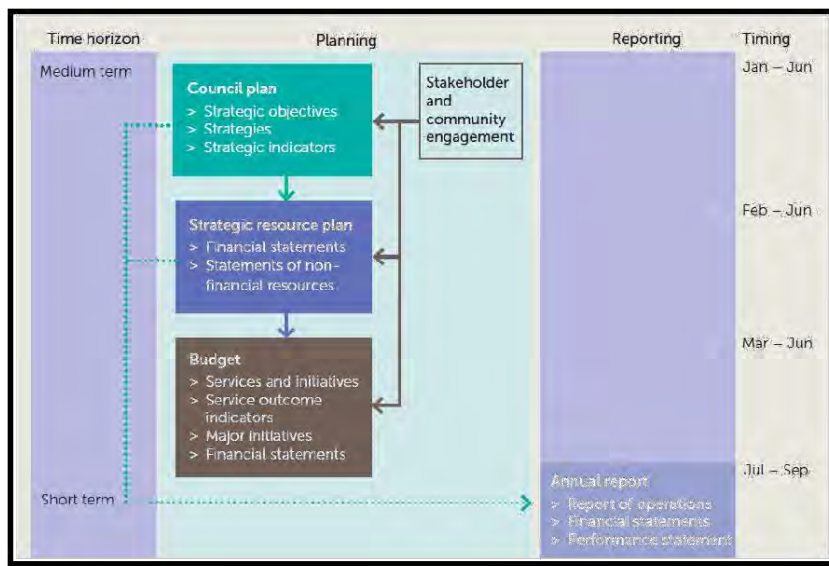 Time horizon
Planning
Reporting
Timing
Medium term
Council plan
> Strategic objectives
> Strategies
> Strategic indicators
Stakeholder
and
community
engagement
Jan – Jun
Strategic resource plan
> Financial statements
> Statements of non-
financial resources
Feb – Jun
Budget
> Services and initiatives
> Service outcome
indicators
> Major initiatives
> Financial statements
Mar – Jun
Short term
Annual report
> Report of operations
> Financial statements
> Performance statement
Jul – Sep